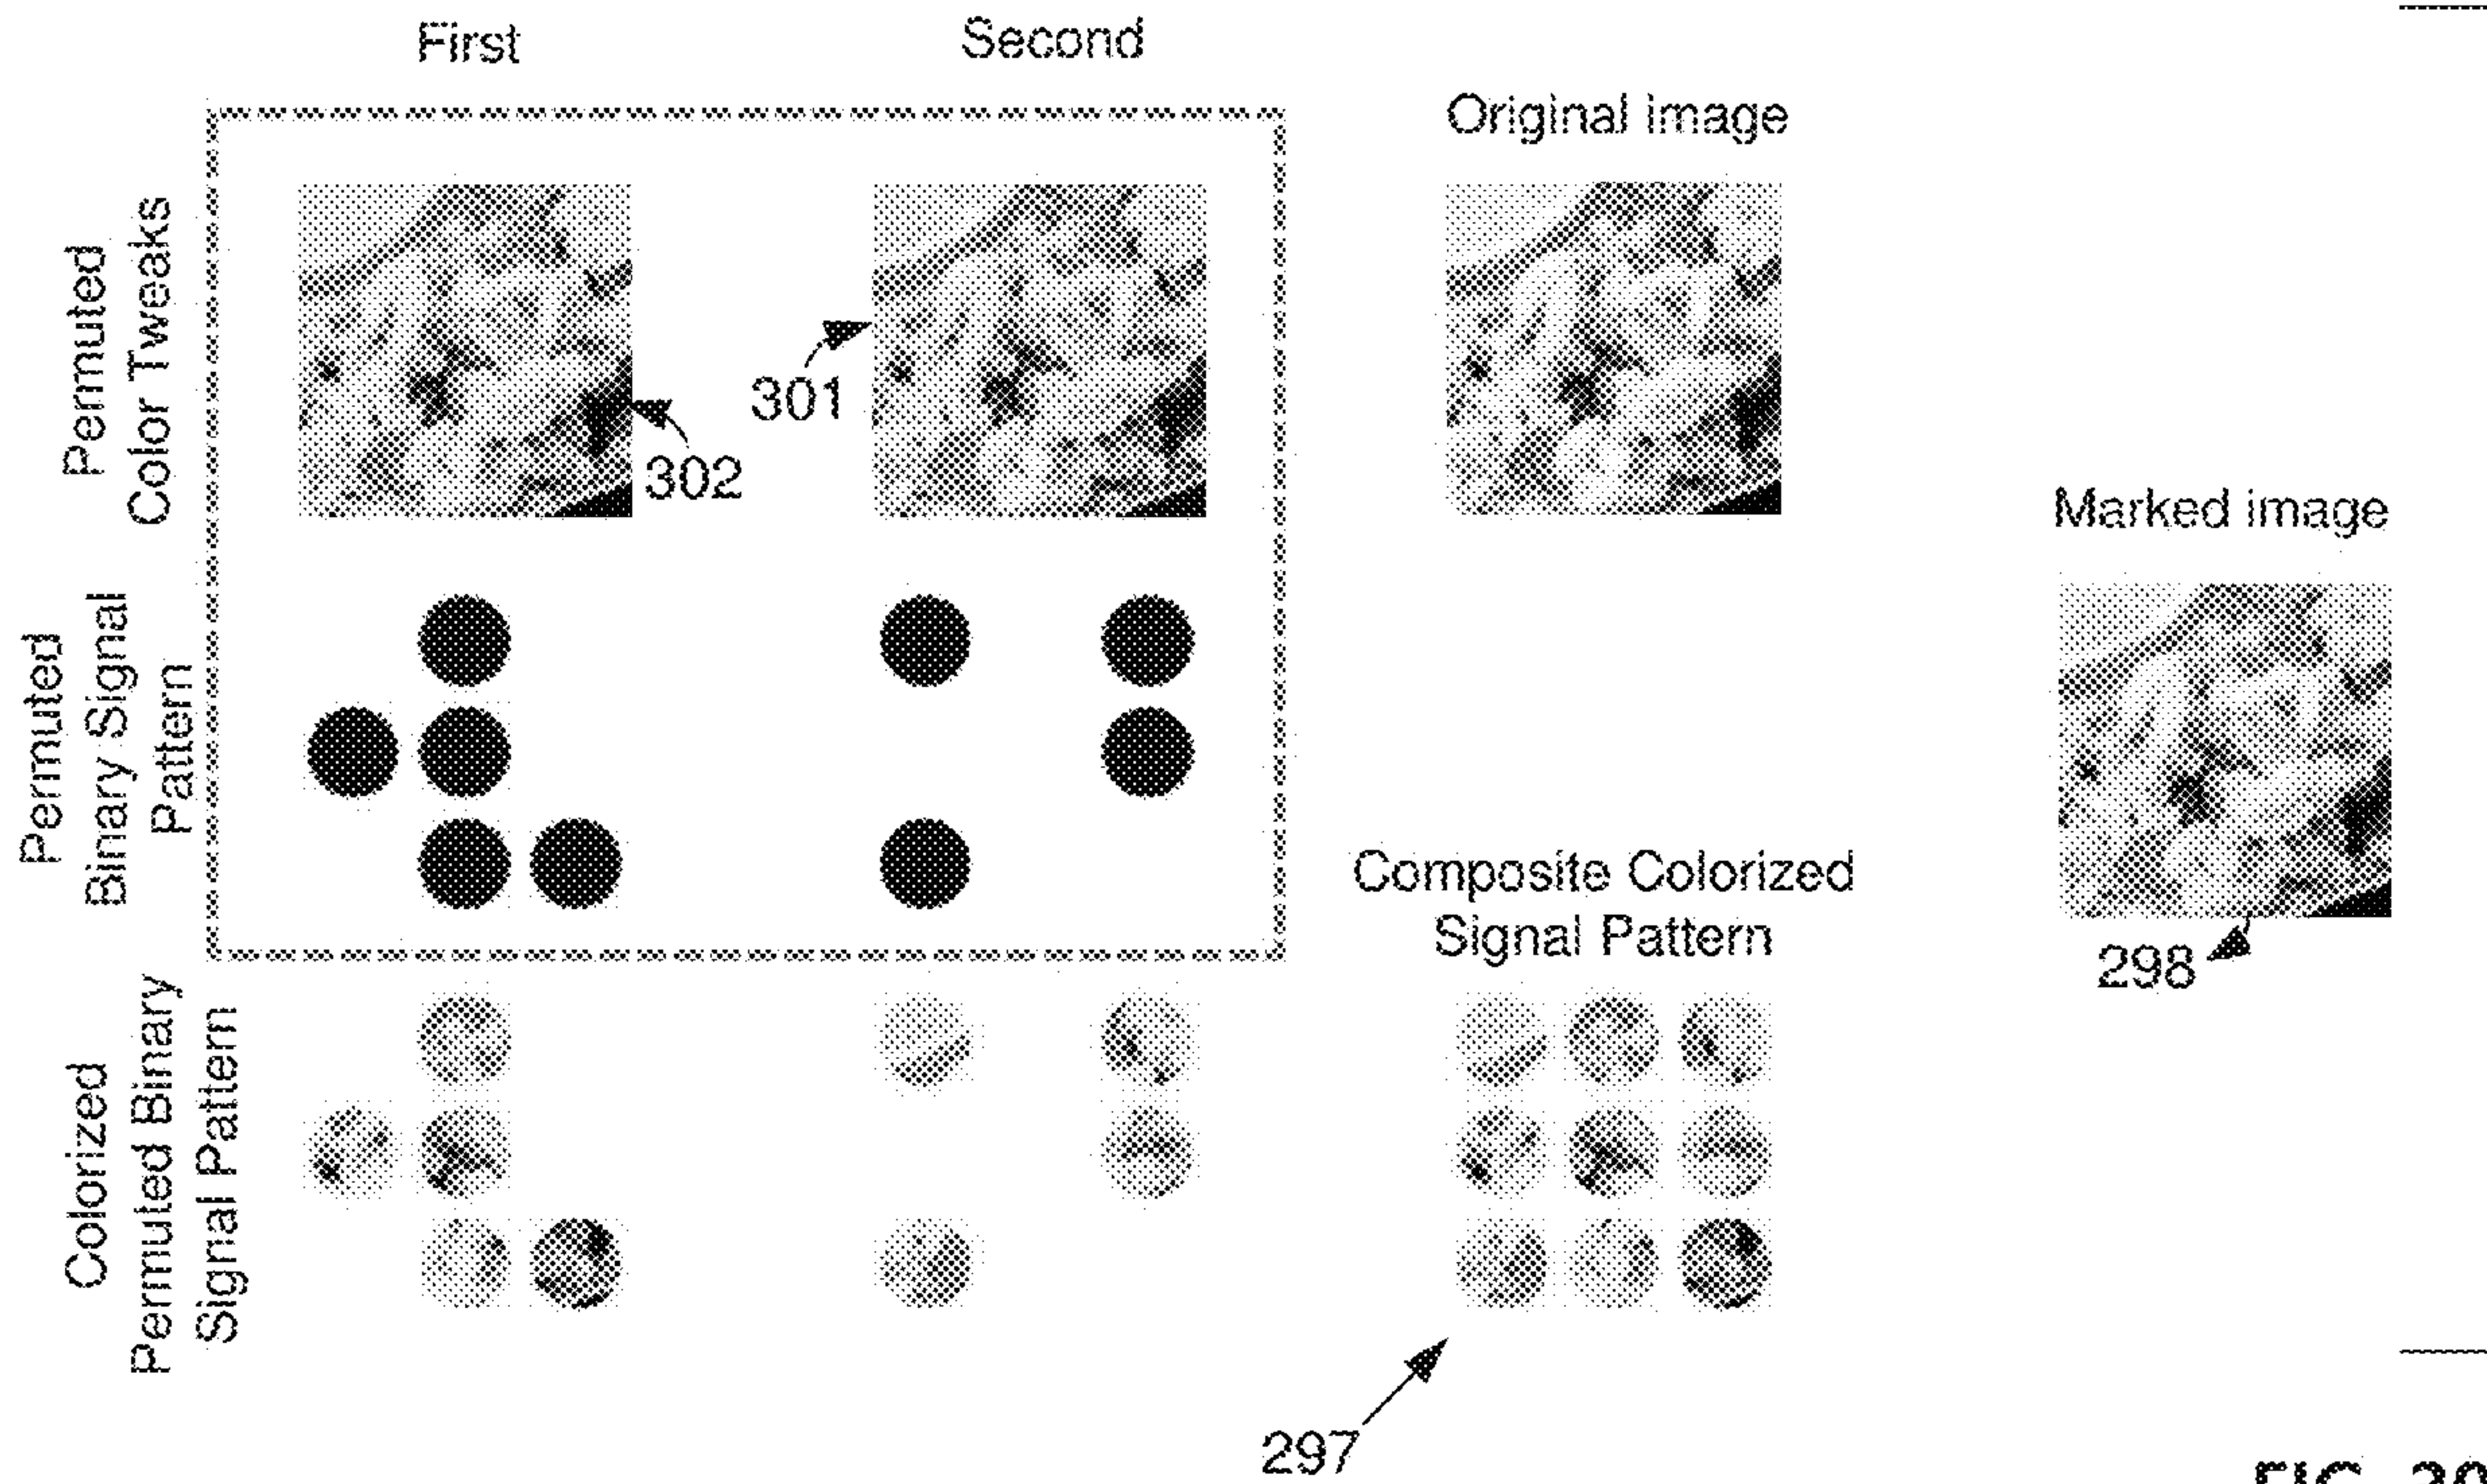 First
Second
Original image
Permuted
Color Tweaks
301
302
Marked image
Permuted
Binary Signal
Pattern
Composite Colorized
Signal Pattern
298
Colorized
Permuted Binary
Signal Pattern
297